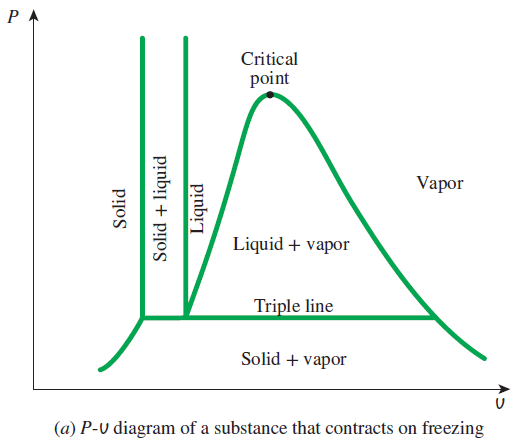 P
Critical
point
Solid
Solid + liquid
Liquid
Vapor
Liquid + vapor
Triple line
Solid + vapor
υ
(a) P-υ diagram of a substance that contracts on freezing